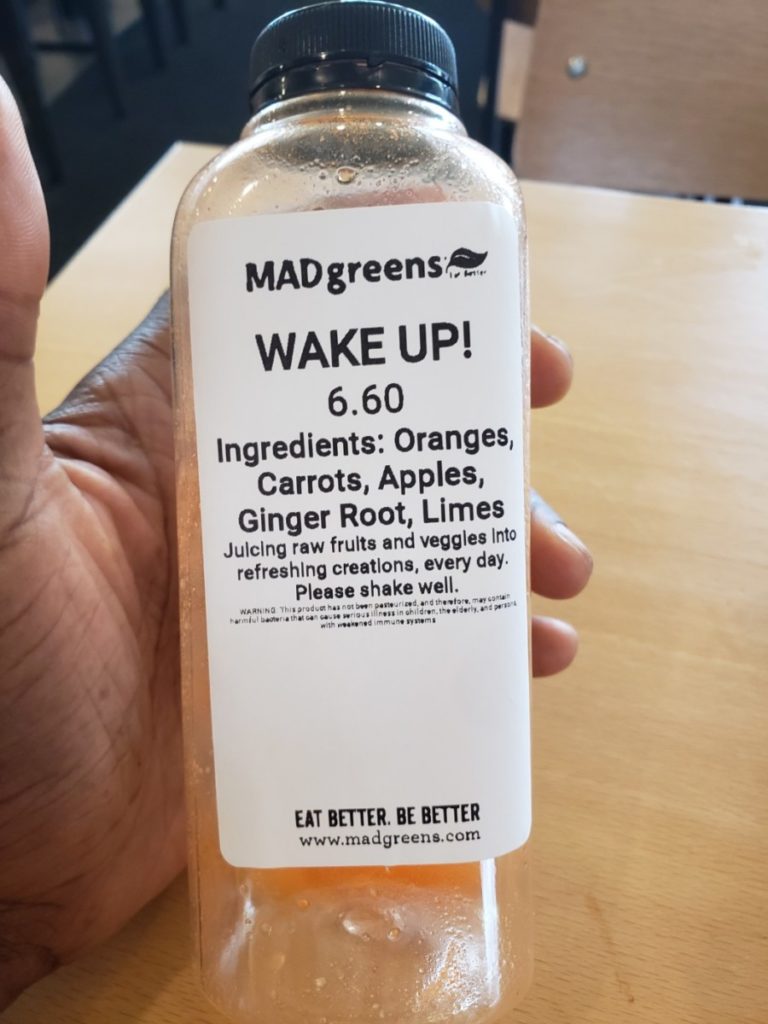 MADgreens
Eat Better
WAKE UP!
6.60
Ingredients: Oranges,
Carrots, Apples,
Ginger Root, Limes
Juicing raw fruits and veggies into
refreshing creations, every day.
Please shake well.
WARNING: This product has not been pasteurized, and therefore, may contain
harmful bacteria that can cause serious illness in children, the elderly, and persons
with weakened immune systems
EAT BETTER. BE BETTER
www.madgreens.com